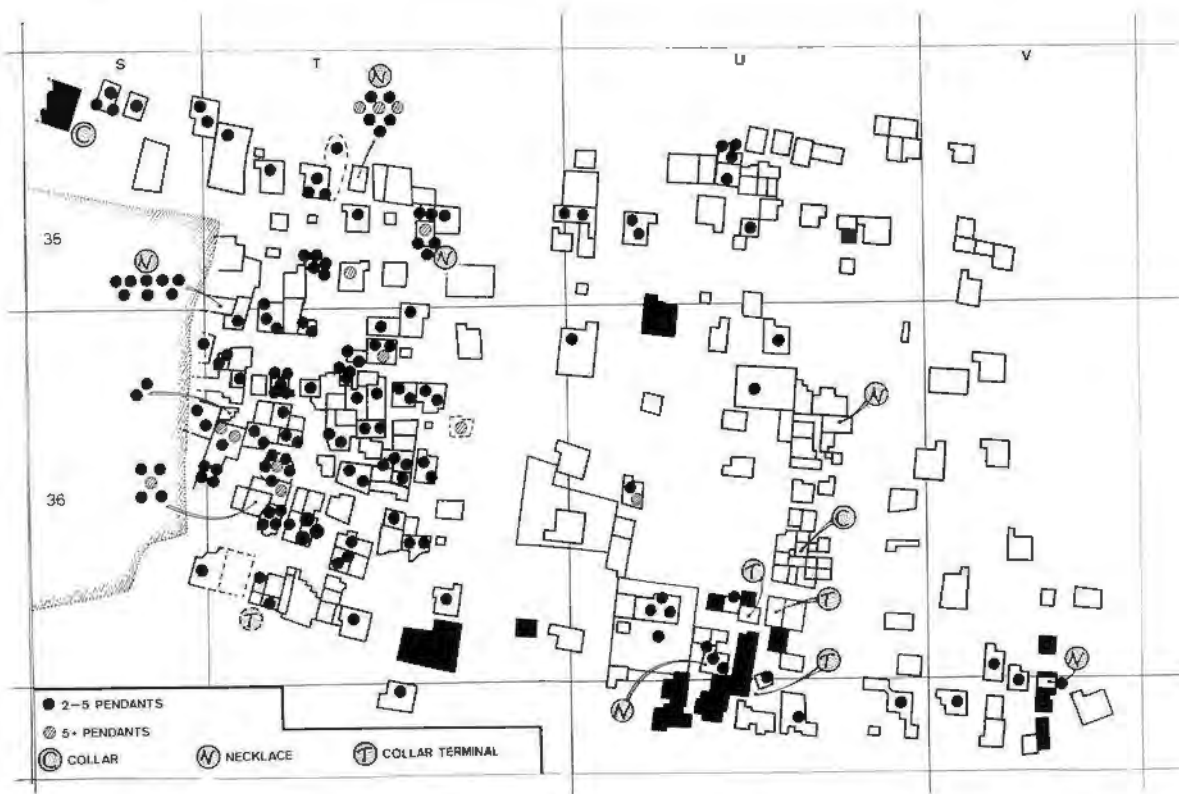 S T U V
N
C
35
N
N
N
36
C
T
T
T
T
N
N
2–5 PENDANTS
5+ PENDANTS
C COLLAR N NECKLACE T COLLAR TERMINAL